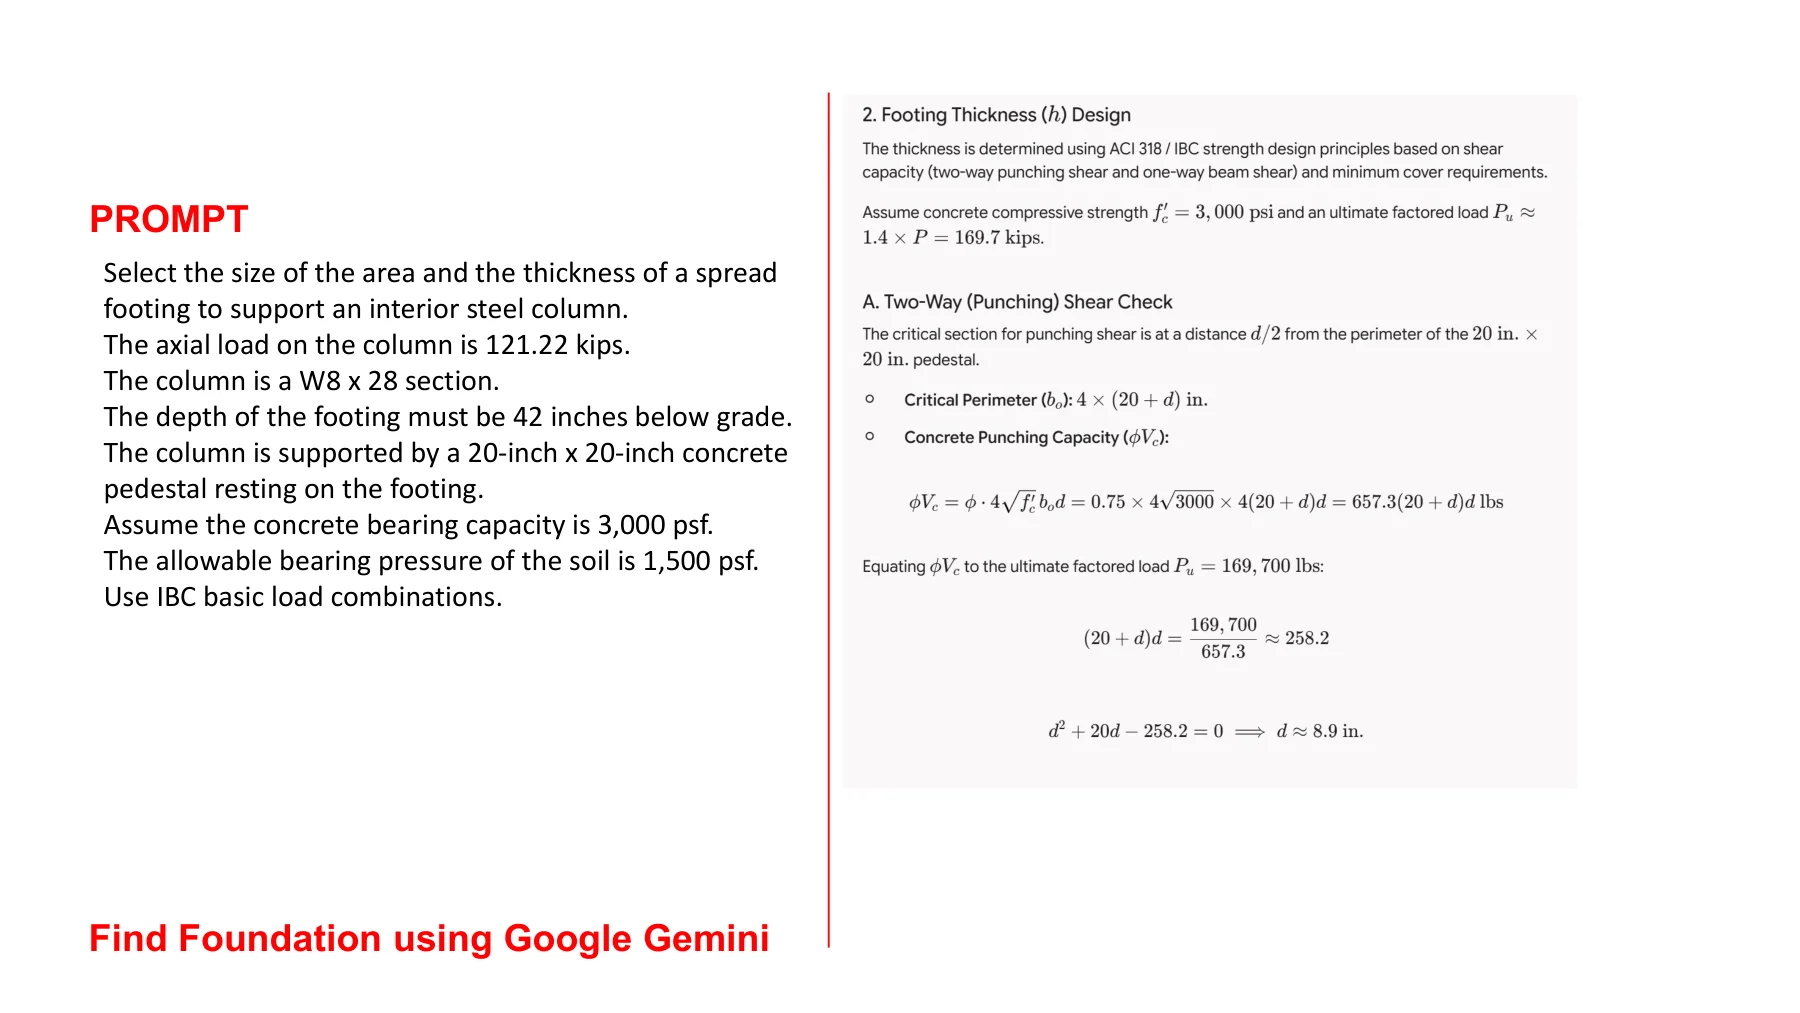 PROMPT
Select the size of the area and the thickness of a spread
footing to support an interior steel column.
The axial load on the column is 121.22 kips.
The column is a W8 x 28 section.
The depth of the footing must be 42 inches below grade.
The column is supported by a 20-inch x 20-inch concrete
pedestal resting on the footing.
Assume the concrete bearing capacity is 3,000 psf.
The allowable bearing pressure of the soil is 1,500 psf.
Use IBC basic load combinations.
Find Foundation using Google Gemini
2. Footing Thickness (h) Design
The thickness is determined using ACI 318 / IBC strength design principles based on shear
capacity (two-way punching shear and one-way beam shear) and minimum cover requirements.
Assume concrete compressive strength f′c = 3,000 psi and an ultimate factored load Pu ≈
1.4 × P = 169.7 kips.
A. Two-Way (Punching) Shear Check
The critical section for punching shear is at a distance d/2 from the perimeter of the 20 in. ×
20 in. pedestal.
○ Critical Perimeter (bo): 4 × (20 + d) in.
○ Concrete Punching Capacity (ϕVc):
ϕVc = ϕ · 4√f′c bod = 0.75 × 4√3000 × 4(20 + d)d = 657.3(20 + d)d lbs
Equating ϕVc to the ultimate factored load Pu = 169,700 lbs:
(20 + d)d = 169,700/657.3 ≈ 258.2
d² + 20d − 258.2 = 0 ⟹ d ≈ 8.9 in.